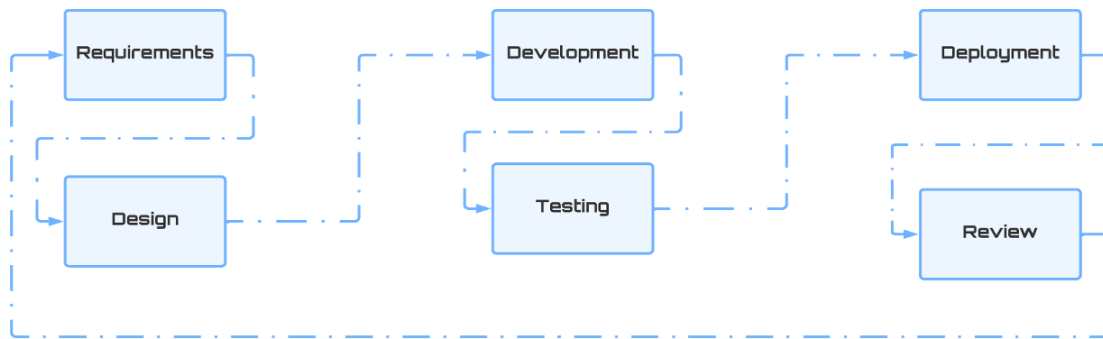 Requirements
Design
Development
Testing
Deployment
Review